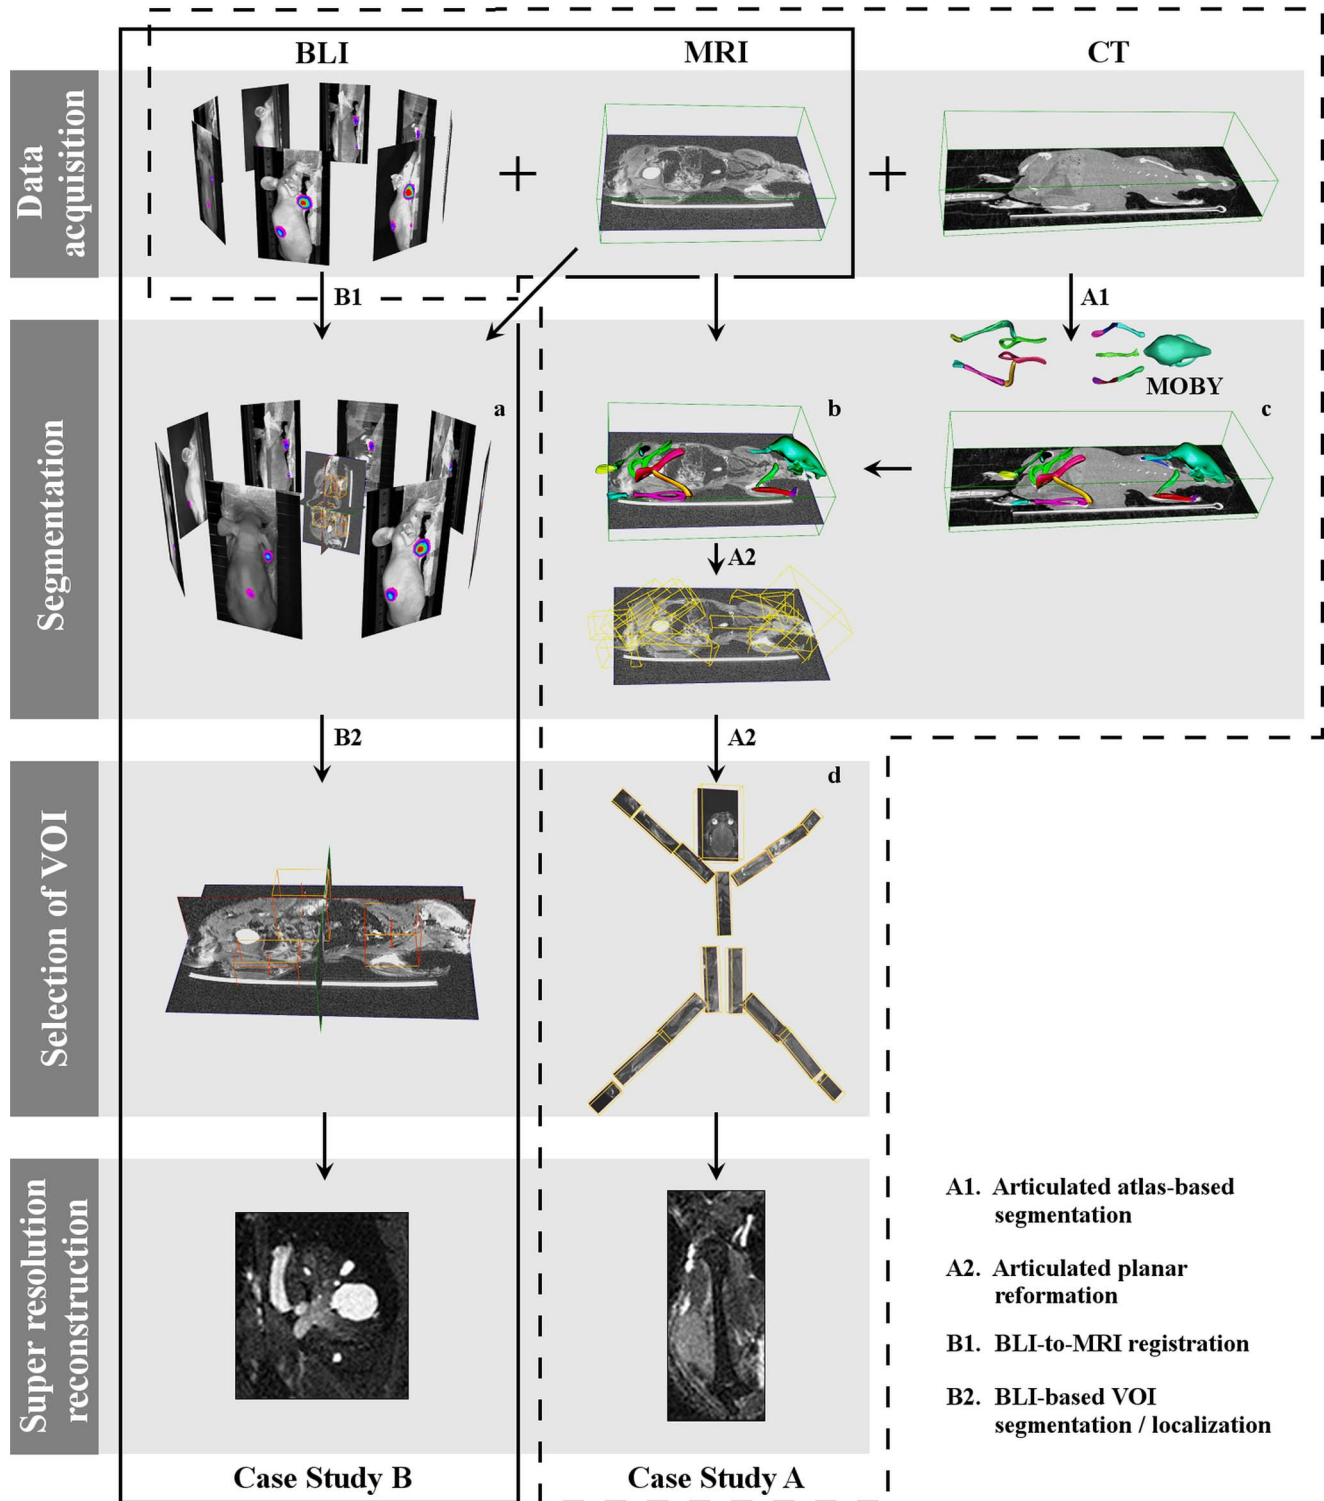 BLI
MRI
CT
Data
acquisition
+
+
B1
A1
Segmentation
MOBY
a
b
c
A2
B2
A2
Selection of VOI
d
Super resolution
reconstruction
A1. Articulated atlas-based
segmentation
A2. Articulated planar
reformation
B1. BLI-to-MRI registration
B2. BLI-based VOI
segmentation / localization
Case Study B
Case Study A